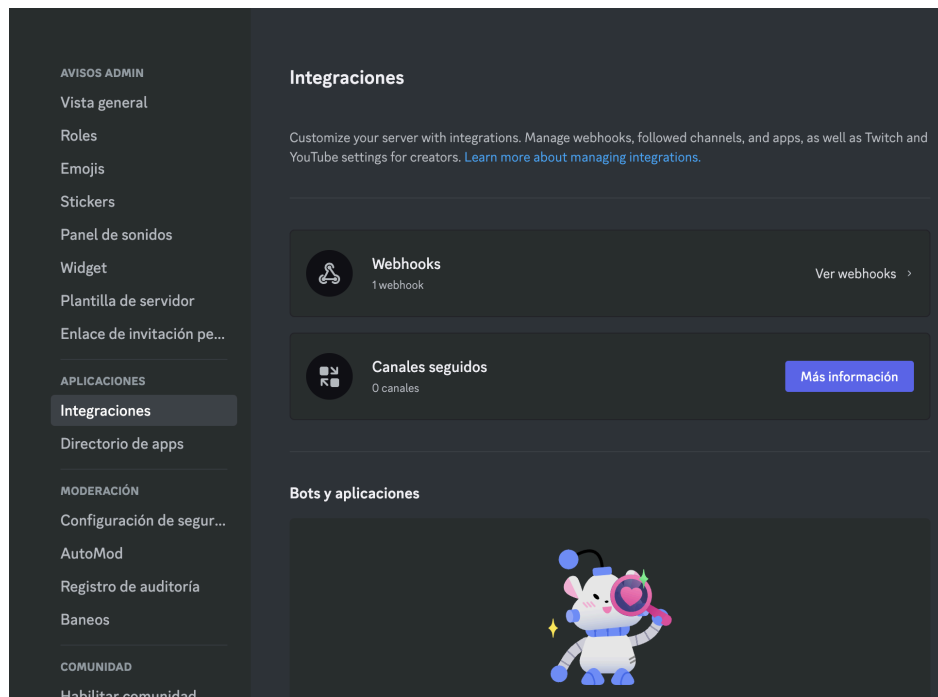 AVISOS ADMIN
Vista general
Roles
Emojis
Stickers
Panel de sonidos
Widget
Plantilla de servidor
Enlace de invitación pe...
APLICACIONES
Integraciones
Directorio de apps
MODERACIÓN
Configuración de segur...
AutoMod
Registro de auditoría
Baneos
COMUNIDAD
Habilitar comunidad
Integraciones
Customize your server with integrations. Manage webhooks, followed channels, and apps, as well as Twitch and
YouTube settings for creators. Learn more about managing integrations.
Webhooks
1 webhook
Ver webhooks
Canales seguidos
0 canales
Más información
Bots y aplicaciones